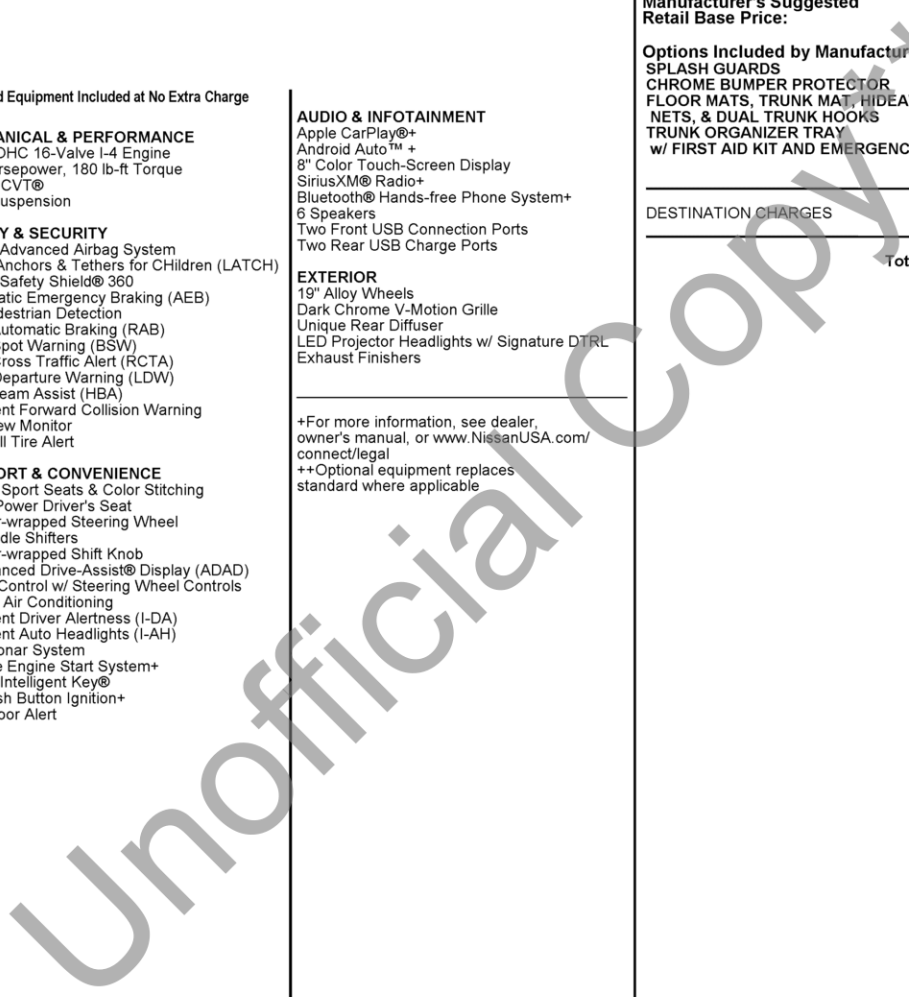 d Equipment Included at No Extra Charge
ANICAL & PERFORMANCE
OHC 16-Valve I-4 Engine
rsepower, 180 lb-ft Torque
CVT®
uspension
Y & SECURITY
Advanced Airbag System
Anchors & Tethers for CHildren (LATCH)
Safety Shield® 360
atic Emergency Braking (AEB)
destrian Detection
utomatic Braking (RAB)
pot Warning (BSW)
ross Traffic Alert (RCTA)
Departure Warning (LDW)
eam Assist (HBA)
ent Forward Collision Warning
ew Monitor
ll Tire Alert
ORT & CONVENIENCE
Sport Seats & Color Stitching
Power Driver's Seat
r-wrapped Steering Wheel
dle Shifters
r-wrapped Shift Knob
anced Drive-Assist® Display (ADAD)
Control w/ Steering Wheel Controls
Air Conditioning
ent Driver Alertness (I-DA)
ent Auto Headlights (I-AH)
onar System
e Engine Start System+
Intelligent Key®
sh Button Ignition+
oor Alert
AUDIO & INFOTAINMENT
Apple CarPlay®+
Android Auto™ +
8" Color Touch-Screen Display
SiriusXM® Radio+
Bluetooth® Hands-free Phone System+
6 Speakers
Two Front USB Connection Ports
Two Rear USB Charge Ports
EXTERIOR
19" Alloy Wheels
Dark Chrome V-Motion Grille
Unique Rear Diffuser
LED Projector Headlights w/ Signature DTRL
Exhaust Finishers
+For more information, see dealer,
owner's manual, or www.NissanUSA.com/
connect/legal
++Optional equipment replaces
standard where applicable
Manufacturer's Suggested
Retail Base Price:
Options Included by Manufactur
SPLASH GUARDS
CHROME BUMPER PROTECTOR
FLOOR MATS, TRUNK MAT, HIDEA
NETS, & DUAL TRUNK HOOKS
TRUNK ORGANIZER TRAY
w/ FIRST AID KIT AND EMERGENC
DESTINATION CHARGES
Tot
Unofficial Copy**